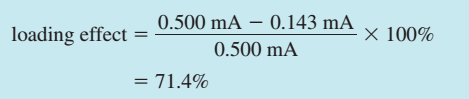 loading effect = (0.500 mA − 0.143 mA) / 0.500 mA × 100%
= 71.4%